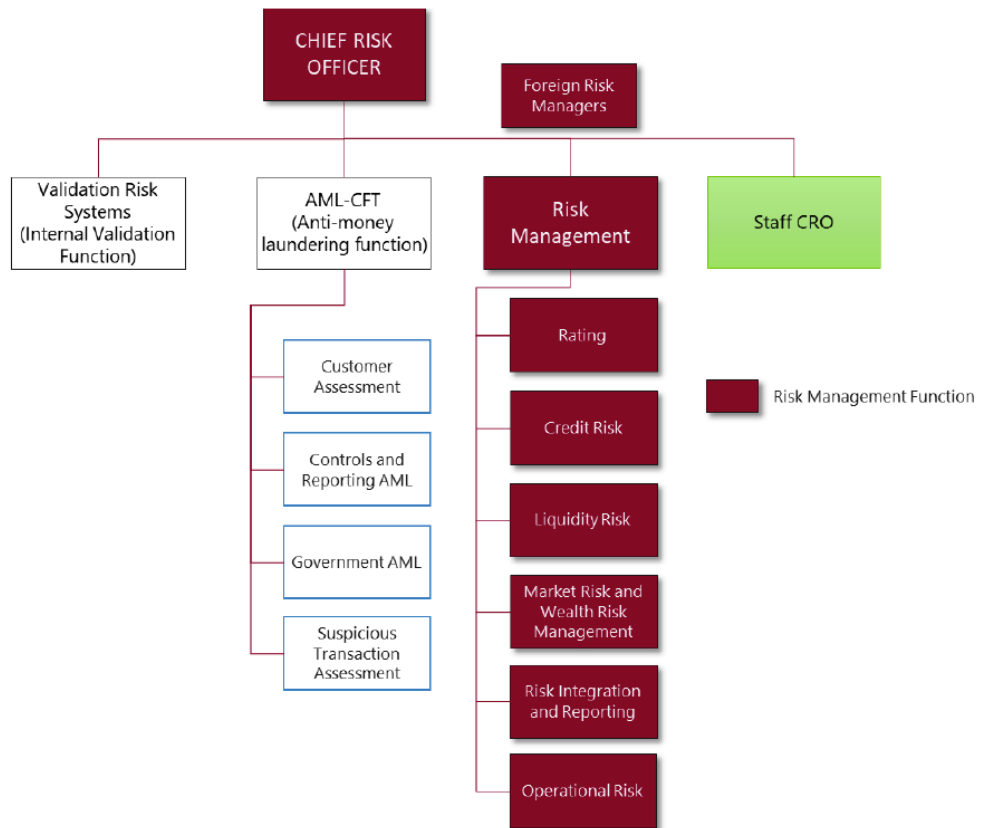 CHIEF RISK
OFFICER
Foreign Risk
Managers
Validation Risk
Systems
(Internal Validation
Function)
AML-CFT
(Anti-money
laundering function)
Risk
Management
Staff CRO
Customer
Assessment
Controls and
Reporting AML
Government AML
Suspicious
Transaction
Assessment
Rating
Credit Risk
Liquidity Risk
Market Risk and
Wealth Risk
Management
Risk Integration
and Reporting
Operational Risk
Risk Management Function